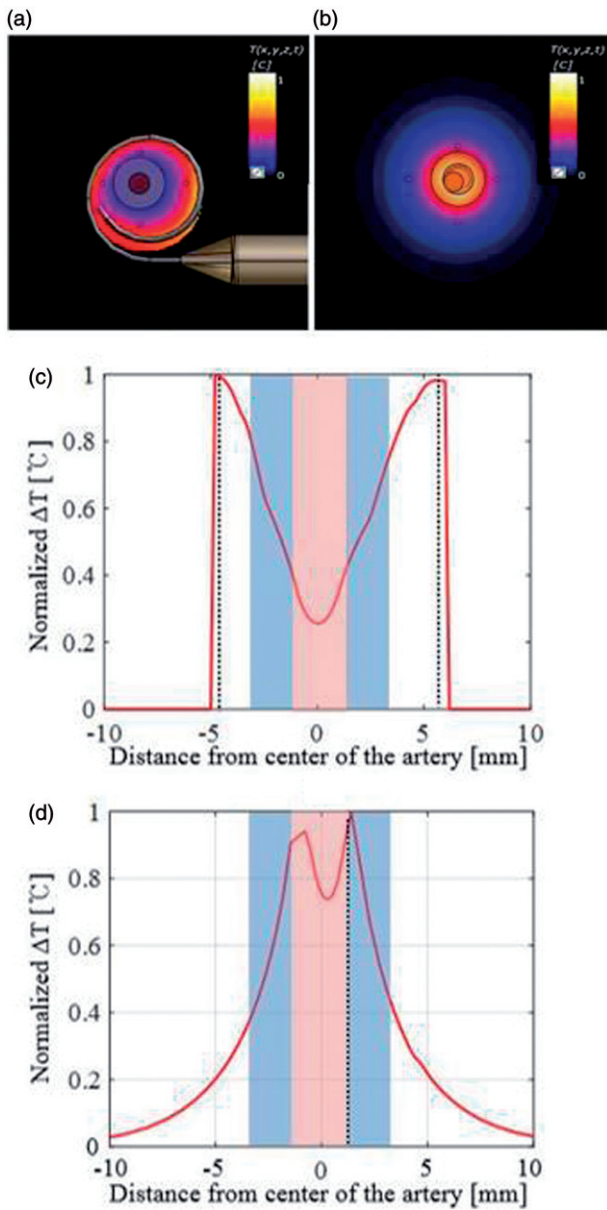 (a)
(b)
T(x,y,z,t)
[C]
1
0
T(x,y,z,t)
[C]
1
0
(c)
1
0.8
0.6
0.4
0.2
0
Normalized ΔT [℃]
-10
-5
0
5
10
Distance from center of the artery [mm]
(d)
1
0.8
0.6
0.4
0.2
0
Normalized ΔT [℃]
-10
-5
0
5
10
Distance from center of the artery [mm]